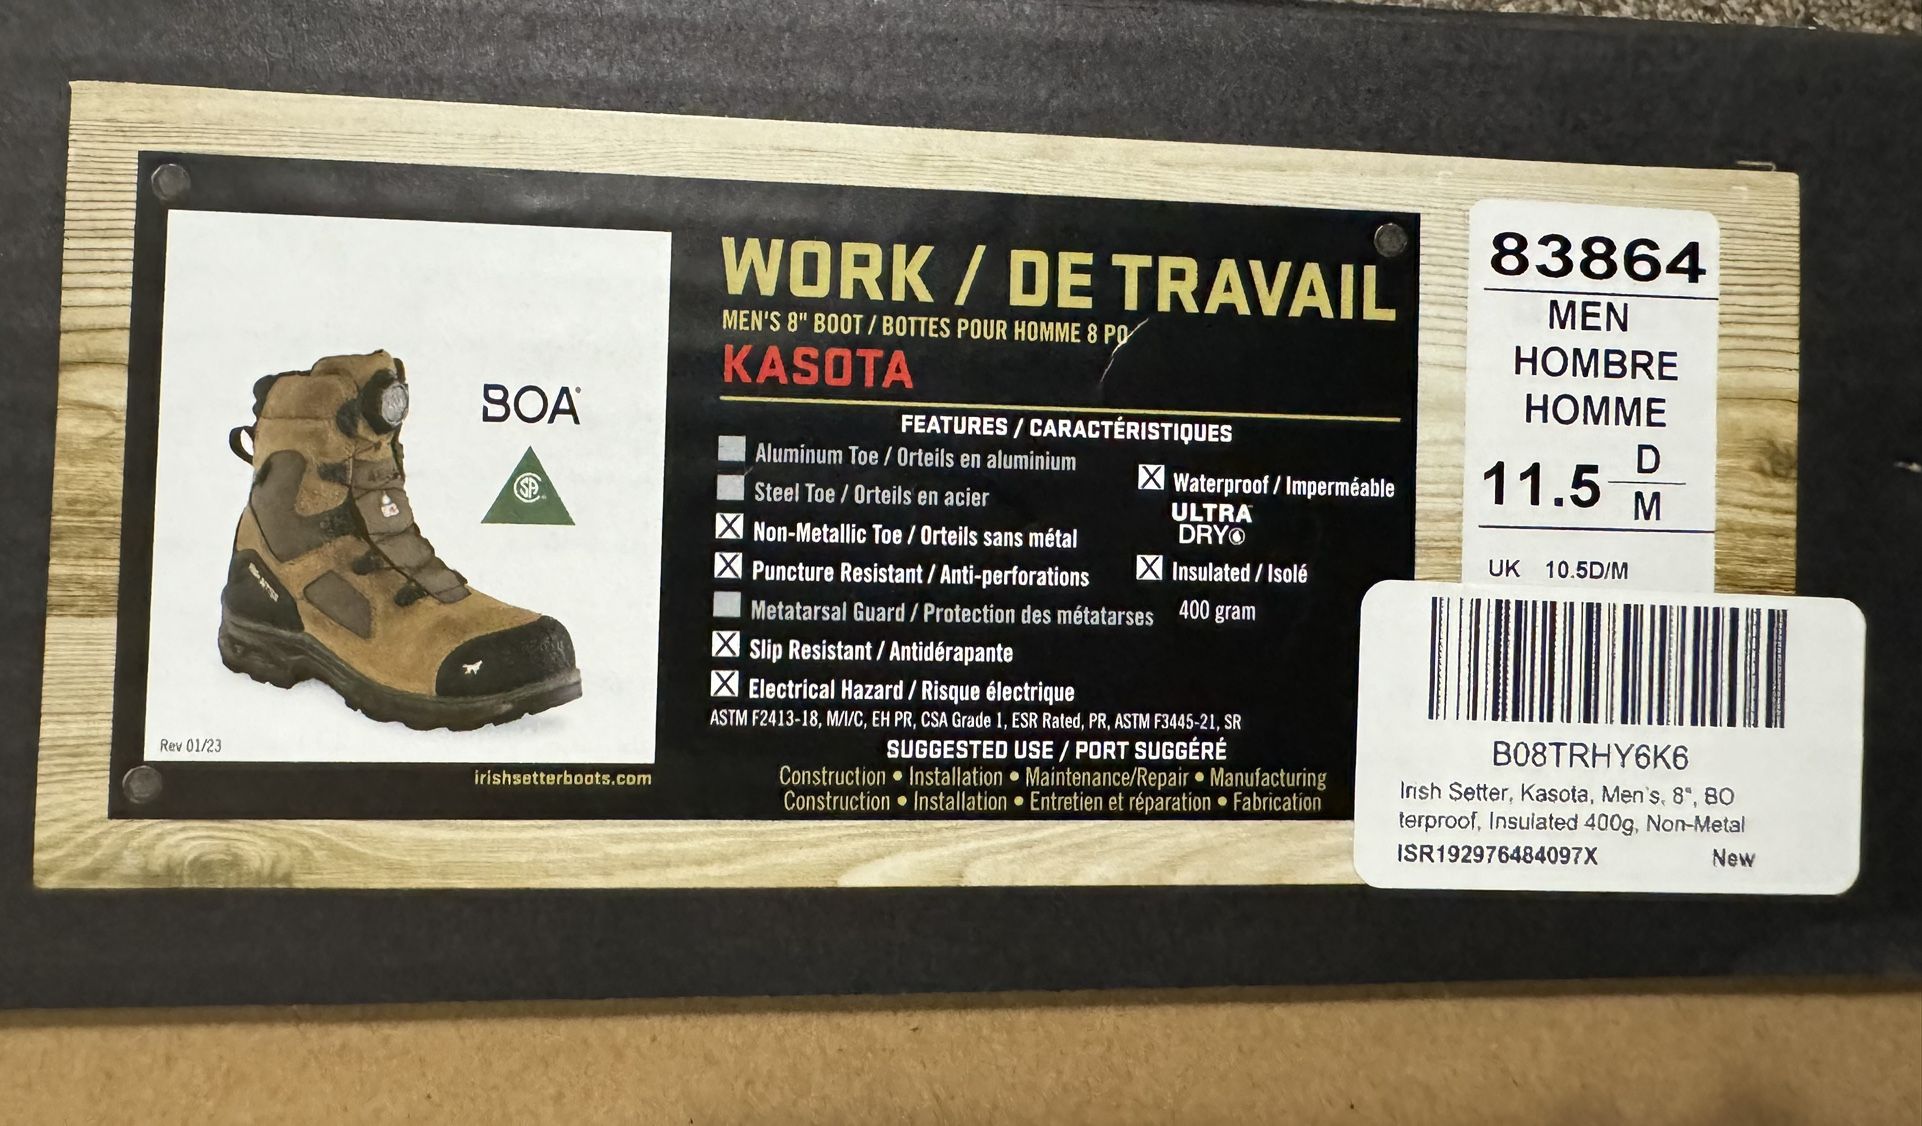 WORK / DE TRAVAIL
MEN'S 8" BOOT / BOTTES POUR HOMME 8 PO
KASOTA
BOA®
CSA
Rev 01/23
irishsetterboots.com
FEATURES / CARACTÉRISTIQUES
Aluminum Toe / Orteils en aluminium
Steel Toe / Orteils en acier
Non-Metallic Toe / Orteils sans métal
Puncture Resistant / Anti-perforations
Metatarsal Guard / Protection des métatarses
Slip Resistant / Antidérapante
Electrical Hazard / Risque électrique
Waterproof / Imperméable
ULTRA
DRY
Insulated / Isolé
400 gram
ASTM F2413-18, M/I/C, EH PR, CSA Grade 1, ESR Rated, PR, ASTM F3445-21, SR
SUGGESTED USE / PORT SUGGÉRÉ
Construction • Installation • Maintenance/Repair • Manufacturing
Construction • Installation • Entretien et réparation • Fabrication
83864
MEN
HOMBRE
HOMME
11.5 D
M
UK 10.5D/M
B08TRHY6K6
Irish Setter, Kasota, Men's, 8", BO
terproof, Insulated 400g, Non-Metal
ISR192976484097X New